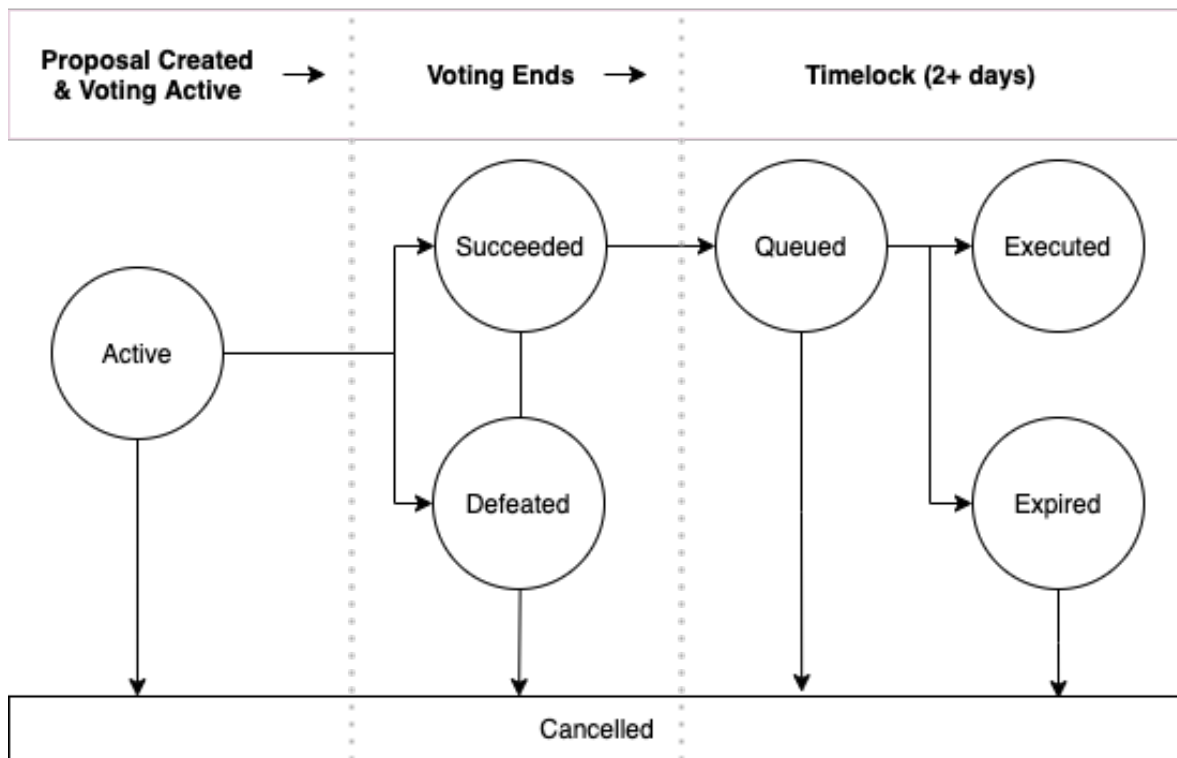 Proposal Created
& Voting Active
Voting Ends
Timelock (2+ days)
Succeeded
Queued
Executed
Active
Defeated
Expired
Cancelled